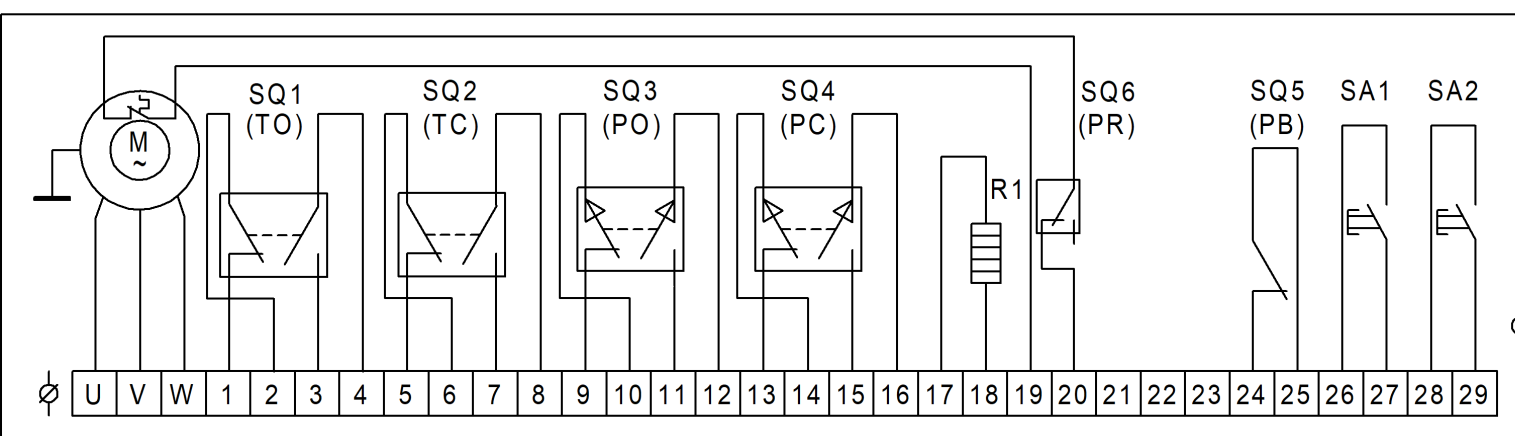 SQ1 SQ2 SQ3 SQ4 SQ6 SQ5 SA1 SA2
(TO) (TC) (PO) (PC) (PR) (PB)
M
~
R1
U V W 1 2 3 4 5 6 7 8 9 10 11 12 13 14 15 16 17 18 19 20 21 22 23 24 25 26 27 28 29